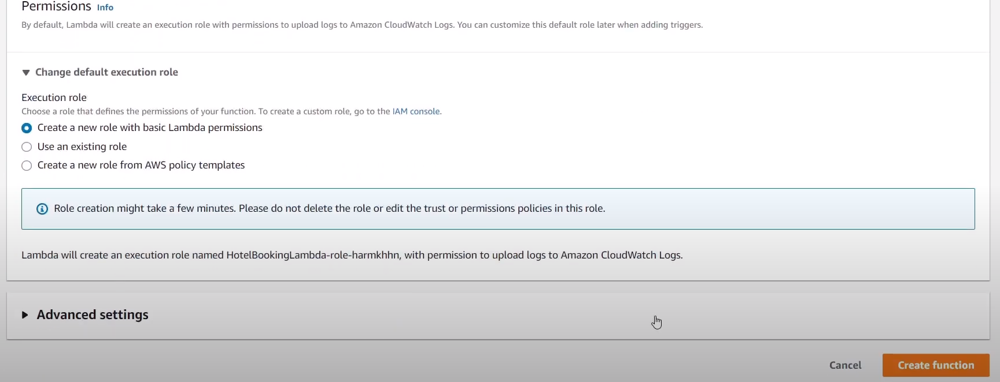 Permissions Info
By default, Lambda will create an execution role with permissions to upload logs to Amazon CloudWatch Logs. You can customize this default role later when adding triggers.
Change default execution role
Execution role
Choose a role that defines the permissions of your function. To create a custom role, go to the IAM console.
Create a new role with basic Lambda permissions
Use an existing role
Create a new role from AWS policy templates
Role creation might take a few minutes. Please do not delete the role or edit the trust or permissions policies in this role.
Lambda will create an execution role named HotelBookingLambda-role-harmkhhn, with permission to upload logs to Amazon CloudWatch Logs.
Advanced settings
Cancel Create function